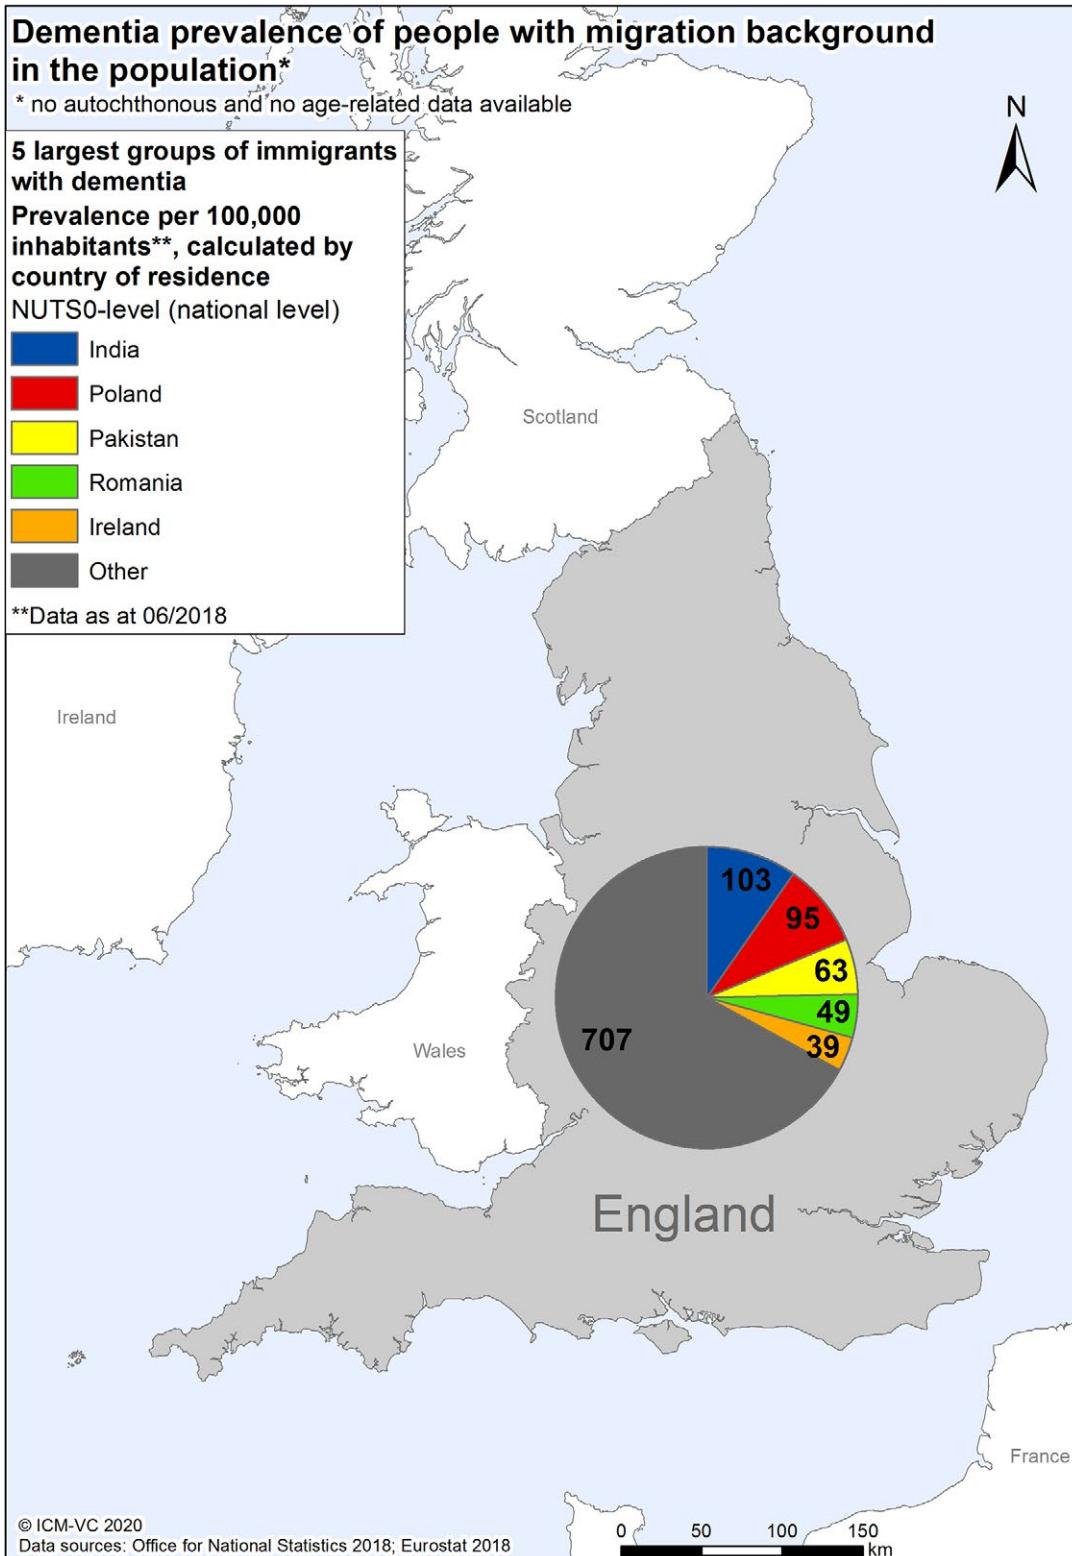 Dementia prevalence of people with migration background
in the population*
* no autochthonous and no age-related data available
N
5 largest groups of immigrants
with dementia
Prevalence per 100,000
inhabitants**, calculated by
country of residence
NUTS0-level (national level)
India
Poland
Pakistan
Romania
Ireland
Other
**Data as at 06/2018
Scotland
Ireland
Wales
England
France
103
95
63
49
39
707
© ICM-VC 2020
Data sources: Office for National Statistics 2018; Eurostat 2018
0 50 100 150
km